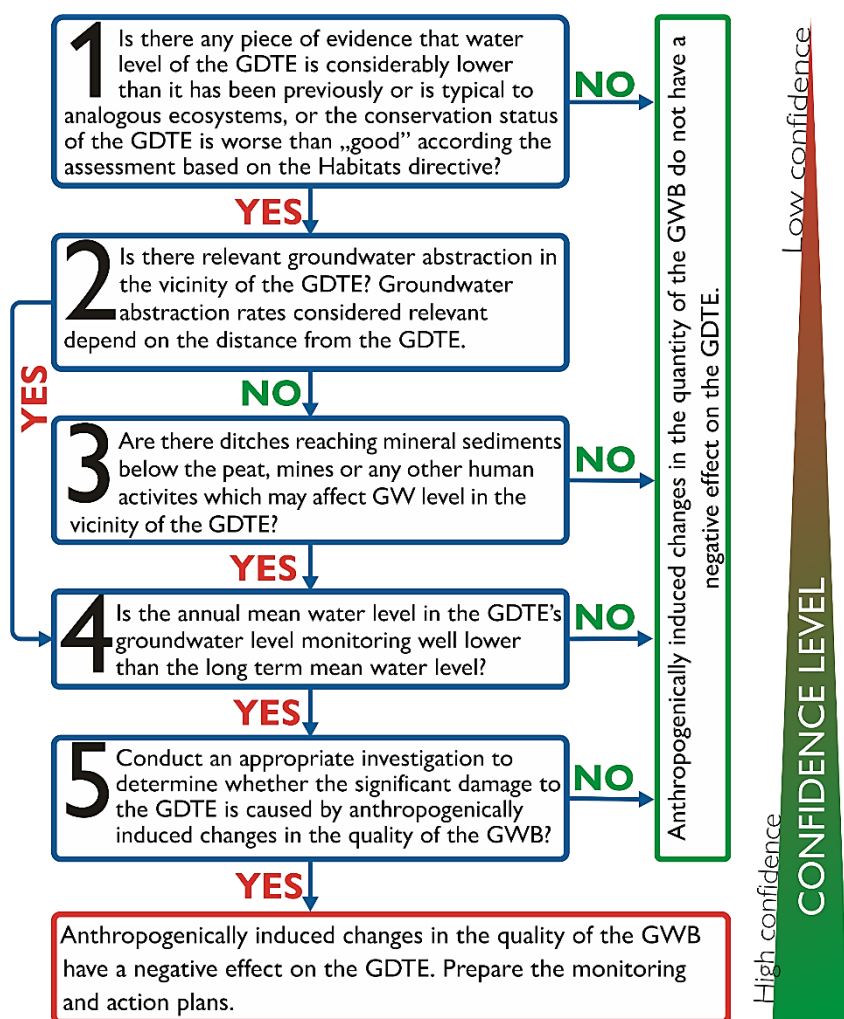 1 Is there any piece of evidence that water
level of the GDTE is considerably lower
than it has been previously or is typical to
analogous ecosystems, or the conservation status
of the GDTE is worse than „good” according the
assessment based on the Habitats directive?
NO
YES
2 Is there relevant groundwater abstraction in
the vicinity of the GDTE? Groundwater
abstraction rates considered relevant
depend on the distance from the GDTE.
YES
NO
3 Are there ditches reaching mineral sediments
below the peat, mines or any other human
activites which may affect GW level in the
vicinity of the GDTE?
NO
YES
4 Is the annual mean water level in the GDTE's
groundwater level monitoring well lower
than the long term mean water level?
NO
YES
5 Conduct an appropriate investigation to
determine whether the significant damage to
the GDTE is caused by anthropogenically
induced changes in the quality of the GWB?
NO
YES
Anthropogenically induced changes in the quality of the GWB
have a negative effect on the GDTE. Prepare the monitoring
and action plans.
Anthropogenically induced changes in the quantity of the GWB do not have a
negative effect on the GDTE.
Low confidence
CONFIDENCE LEVEL
High confidence